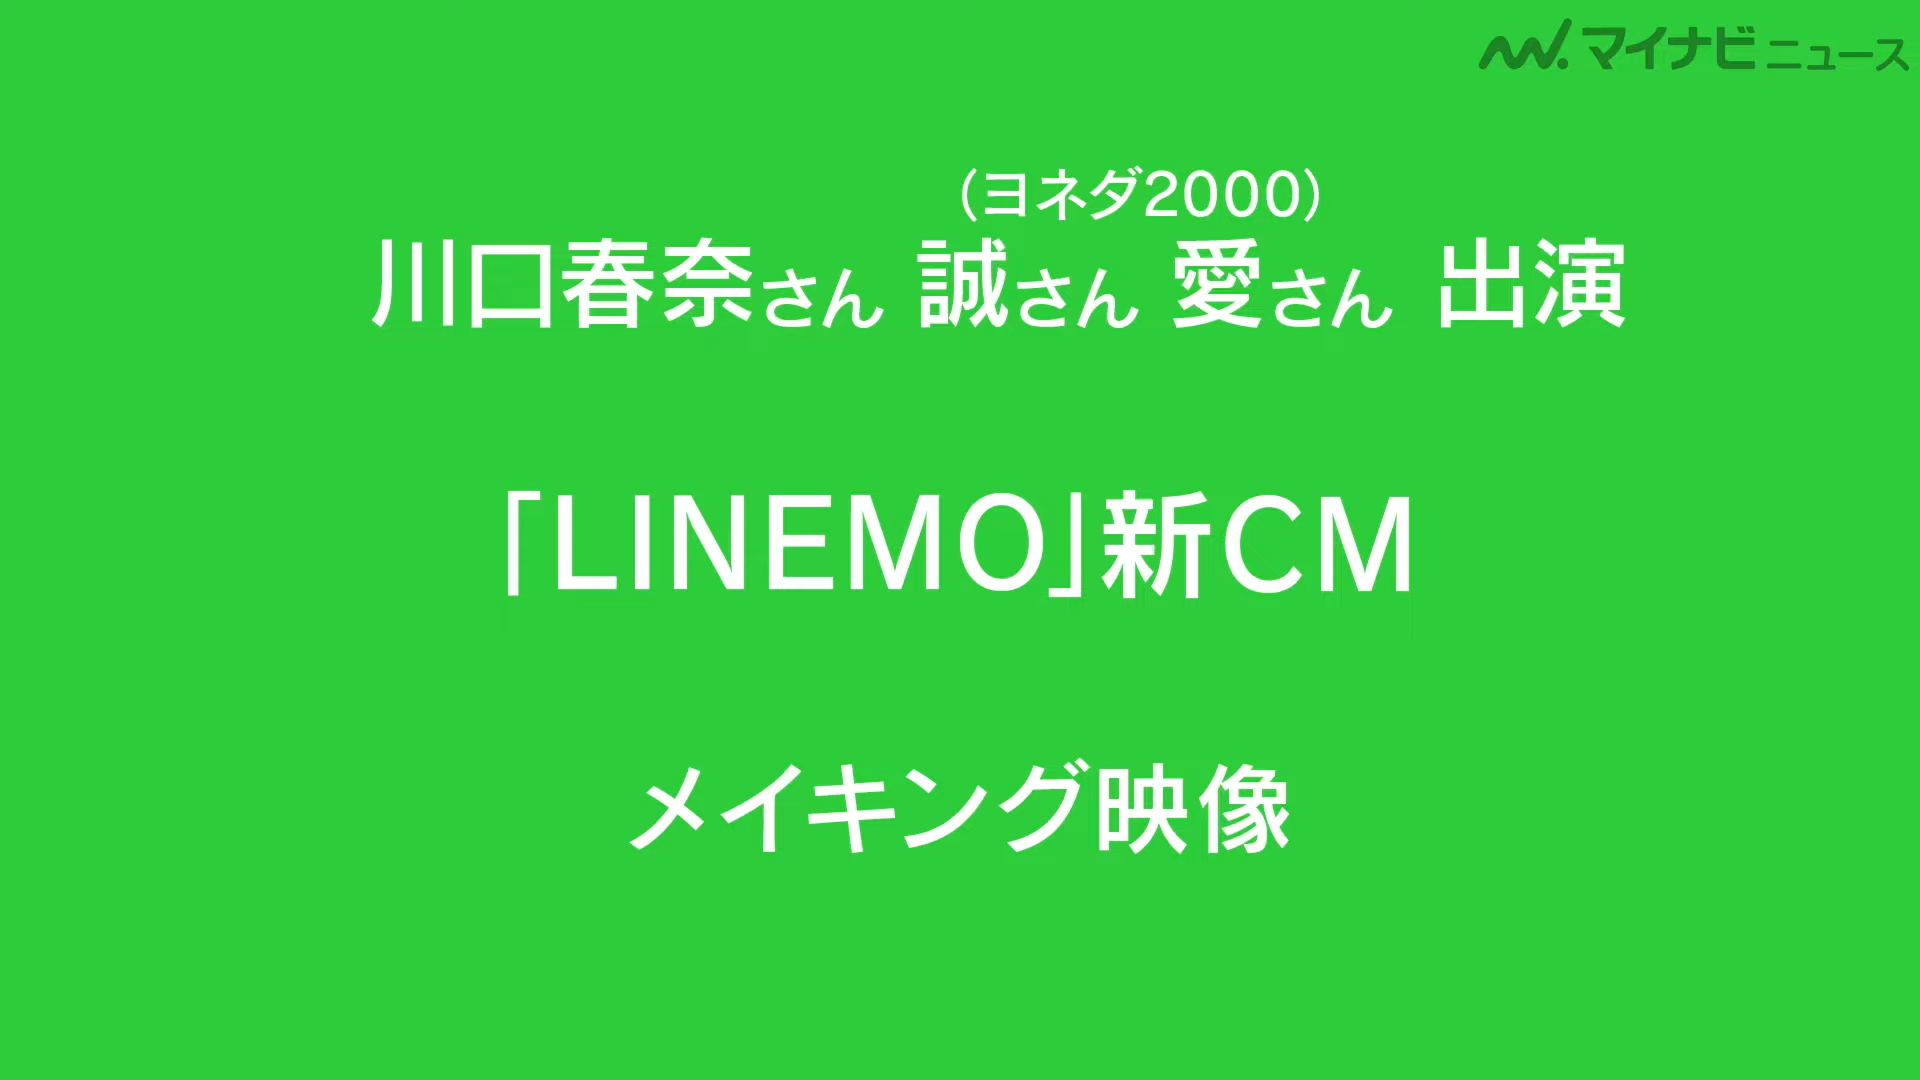 マイナビニュース
（ヨネダ2000）
川口春奈さん 誠さん 愛さん 出演
「LINEMO」新CM
メイキング映像